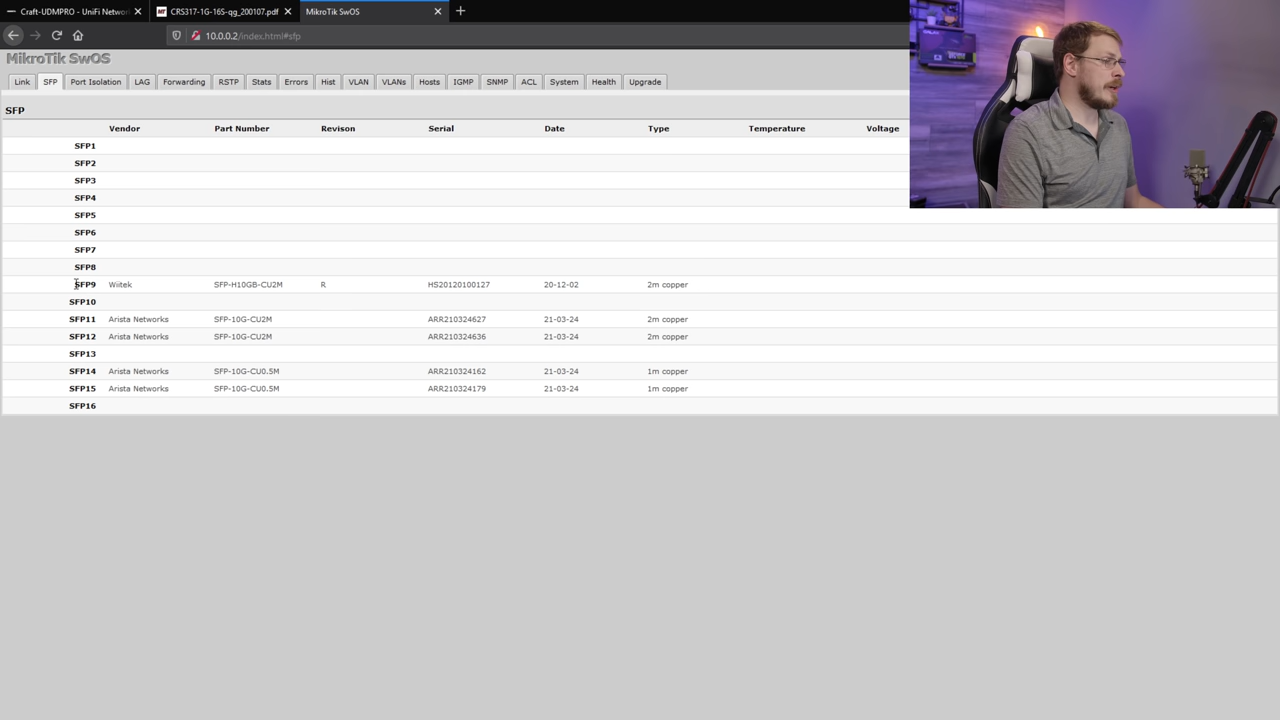 Craft-UDMPRO - UniFi Networ
CRS317-1G-16S-qg_200107.pdf
MikroTik SwOS
10.0.0.2/index.html#sfp
MikroTik SwOS
Link SFP Port Isolation LAG Forwarding RSTP Stats Errors Hist VLAN VLANs Hosts IGMP SNMP ACL System Health Upgrade
SFP
Vendor Part Number Revison Serial Date Type Temperature Voltage
SFP1
SFP2
SFP3
SFP4
SFP5
SFP6
SFP7
SFP8
SFP9 Wiitek SFP-H10GB-CU2M R HS20120100127 20-12-02 2m copper
SFP10
SFP11 Arista Networks SFP-10G-CU2M ARR210324627 21-03-24 2m copper
SFP12 Arista Networks SFP-10G-CU2M ARR210324636 21-03-24 2m copper
SFP13
SFP14 Arista Networks SFP-10G-CU0.5M ARR210324162 21-03-24 1m copper
SFP15 Arista Networks SFP-10G-CU0.5M ARR210324179 21-03-24 1m copper
SFP16